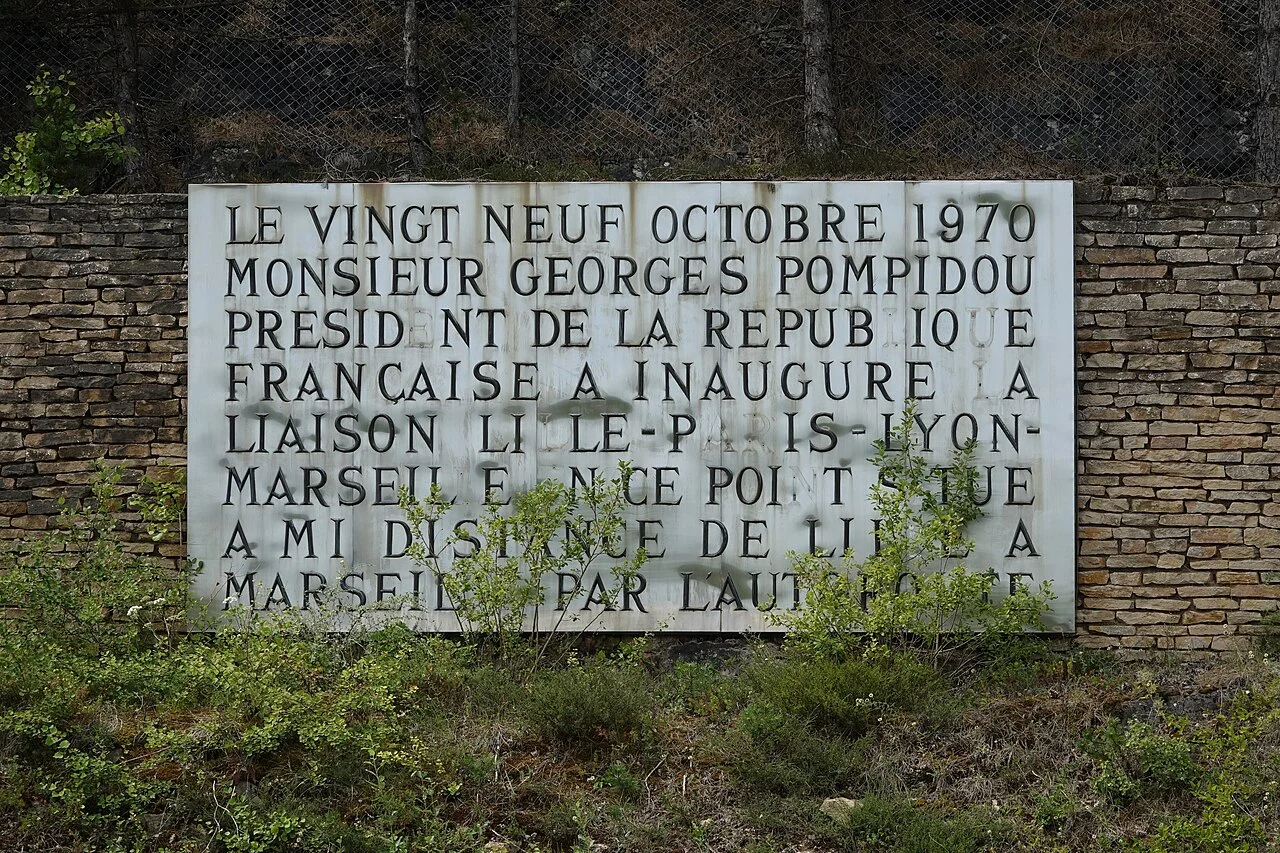 LE VINGT NEUF OCTOBRE 1970
MONSIEUR GEORGES POMPIDOU
PRESIDENT DE LA REPUBLIQUE
FRANÇAISE A INAUGURE LA
LIAISON LILLE-PARIS-LYON-
MARSEILLE EN CE POINT SITUE
A MI DISTANCE DE LILLE A
MARSEILLE PAR L'AUTOROUTE